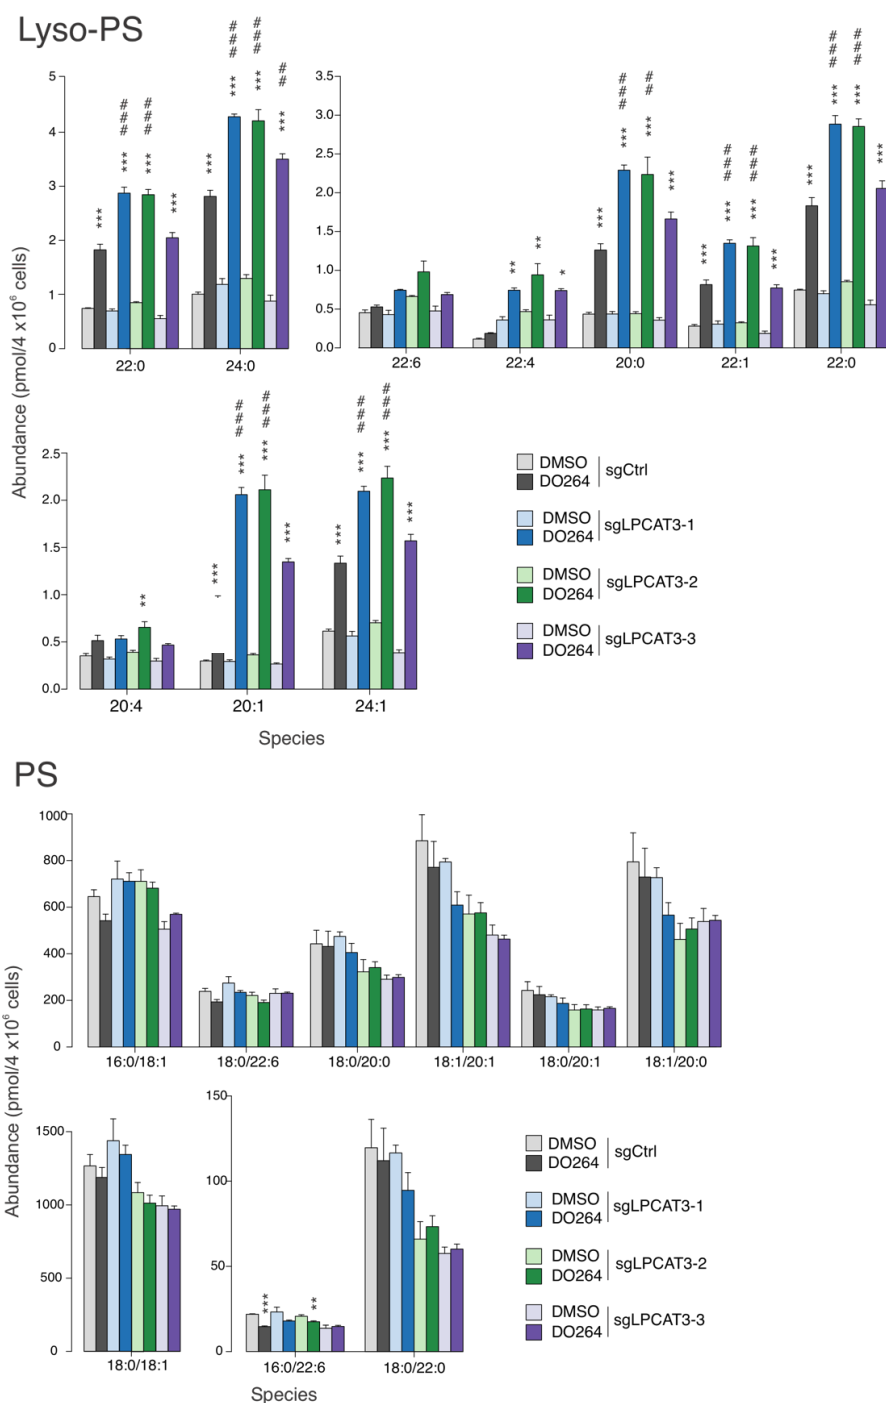 Lyso-PS
Abundance (pmol/4 x10⁶ cells)
5
4
3
2
1
0
*** ### *** ### *** ***
*** ### *** ### *** ## ***
22:0 24:0
3.5
3.0
2.5
2.0
1.5
1.0
0.5
0.0
** ** *
*** ### *** ## *** ***
*** ### *** ### *** ***
*** ### *** ### *** ***
22:6 22:4 20:0 22:1 22:0
2.5
2.0
1.5
1.0
0.5
0.0
**
*** ### *** ### *** ***
*** ### *** ### *** ***
20:4 20:1 24:1
Species
DMSO
DO264
sgCtrl
DMSO
DO264
sgLPCAT3-1
DMSO
DO264
sgLPCAT3-2
DMSO
DO264
sgLPCAT3-3
PS
Abundance (pmol/4 x10⁶ cells)
1000
800
600
400
200
0
16:0/18:1 18:0/22:6 18:0/20:0 18:1/20:1 18:0/20:1 18:1/20:0
1500
1000
500
0
18:0/18:1
150
100
50
0
*** **
16:0/22:6 18:0/22:0
Species
DMSO
DO264
sgCtrl
DMSO
DO264
sgLPCAT3-1
DMSO
DO264
sgLPCAT3-2
DMSO
DO264
sgLPCAT3-3